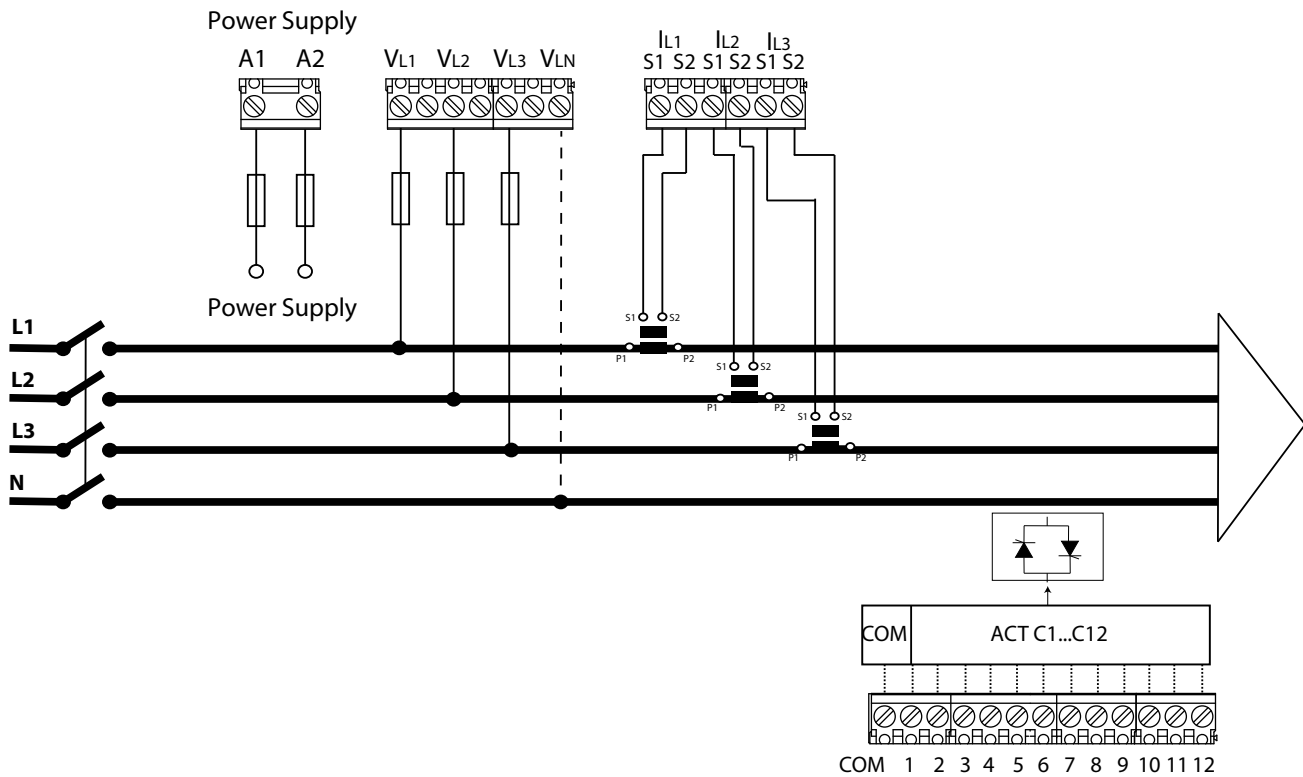 Power Supply
A1 A2
VL1 VL2 VL3 VLN
IL1 IL2 IL3
S1 S2 S1 S2 S1 S2
Power Supply
L1
S1 S2
P1 P2
L2
S1 S2
P1 P2
L3
S1 S2
P1 P2
N
COM ACT C1...C12
COM 1 2 3 4 5 6 7 8 9 10 11 12